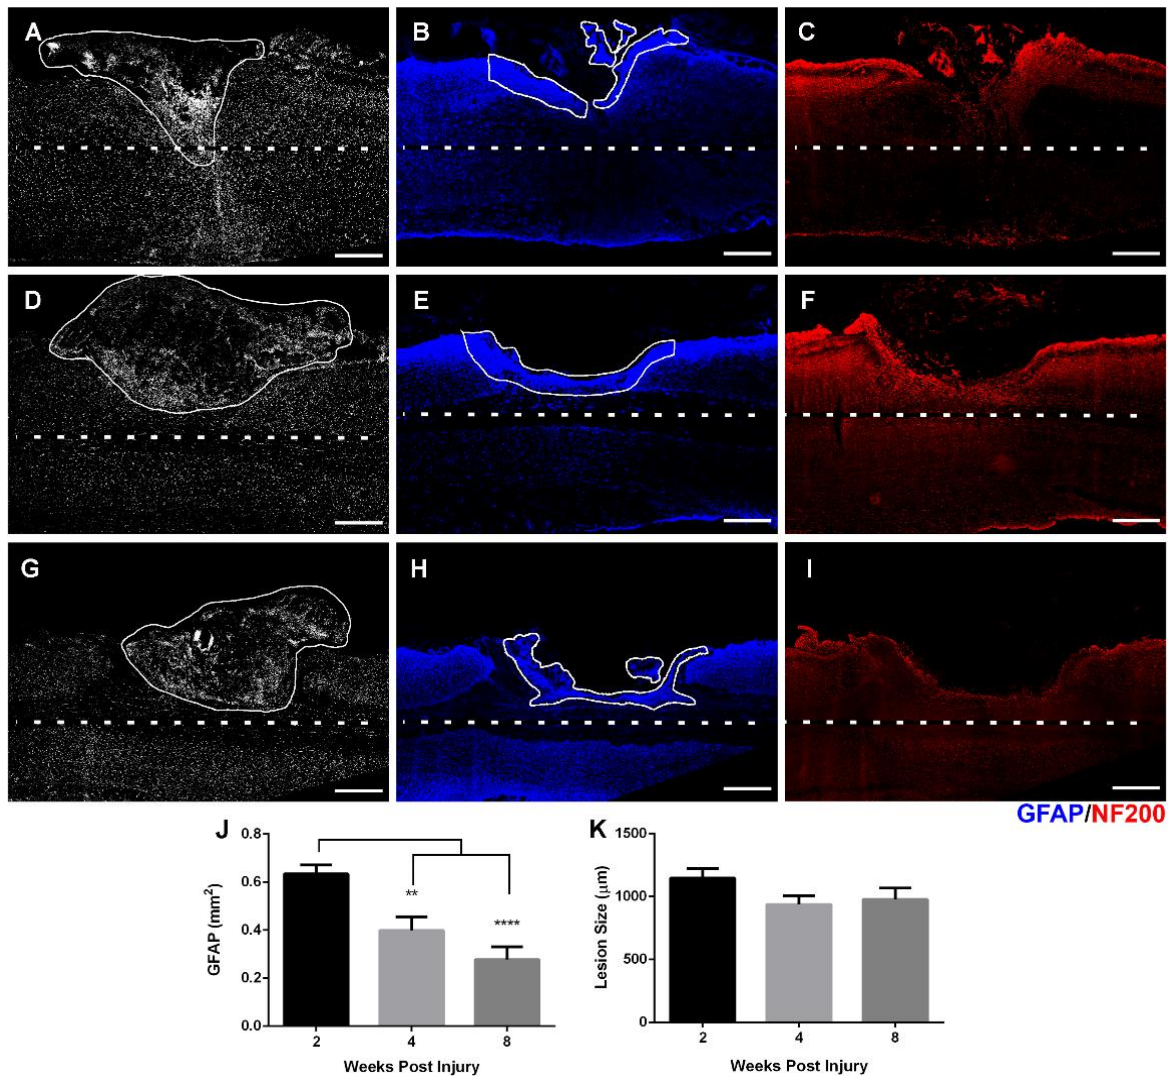 A
B
C
D
E
F
G
H
I
GFAP/NF200
J
0.8
0.6
0.4
0.2
0.0
GFAP (mm²)
**
****
2
4
8
Weeks Post Injury
K
1500
1000
500
0
Lesion Size (μm)
2
4
8
Weeks Post Injury